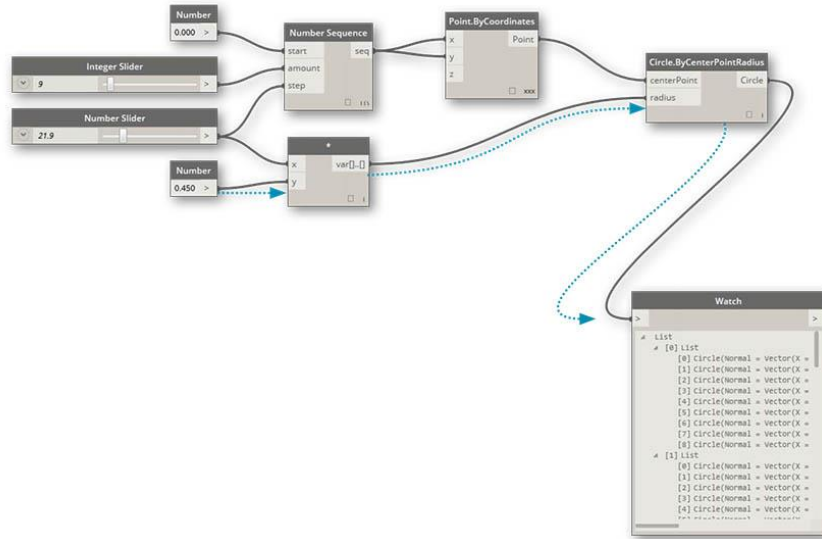 Number
0.000 >
Integer Slider
9 >
Number Slider
21.9 >
Number
0.450 >
Number Sequence
start seq
amount
step
*
x var[]..[]
y
Point.ByCoordinates
x Point
y
z
xxx
Circle.ByCenterPointRadius
centerPoint Circle
radius
Watch
> >
List
[0] List
[0] Circle(Normal = Vector(X =
[1] Circle(Normal = Vector(X =
[2] Circle(Normal = Vector(X =
[3] Circle(Normal = Vector(X =
[4] Circle(Normal = Vector(X =
[5] Circle(Normal = Vector(X =
[6] Circle(Normal = Vector(X =
[7] Circle(Normal = Vector(X =
[8] Circle(Normal = Vector(X =
[1] List
[0] Circle(Normal = Vector(X =
[1] Circle(Normal = Vector(X =
[2] Circle(Normal = Vector(X =
[3] Circle(Normal = Vector(X =
[4] Circle(Normal = Vector(X =